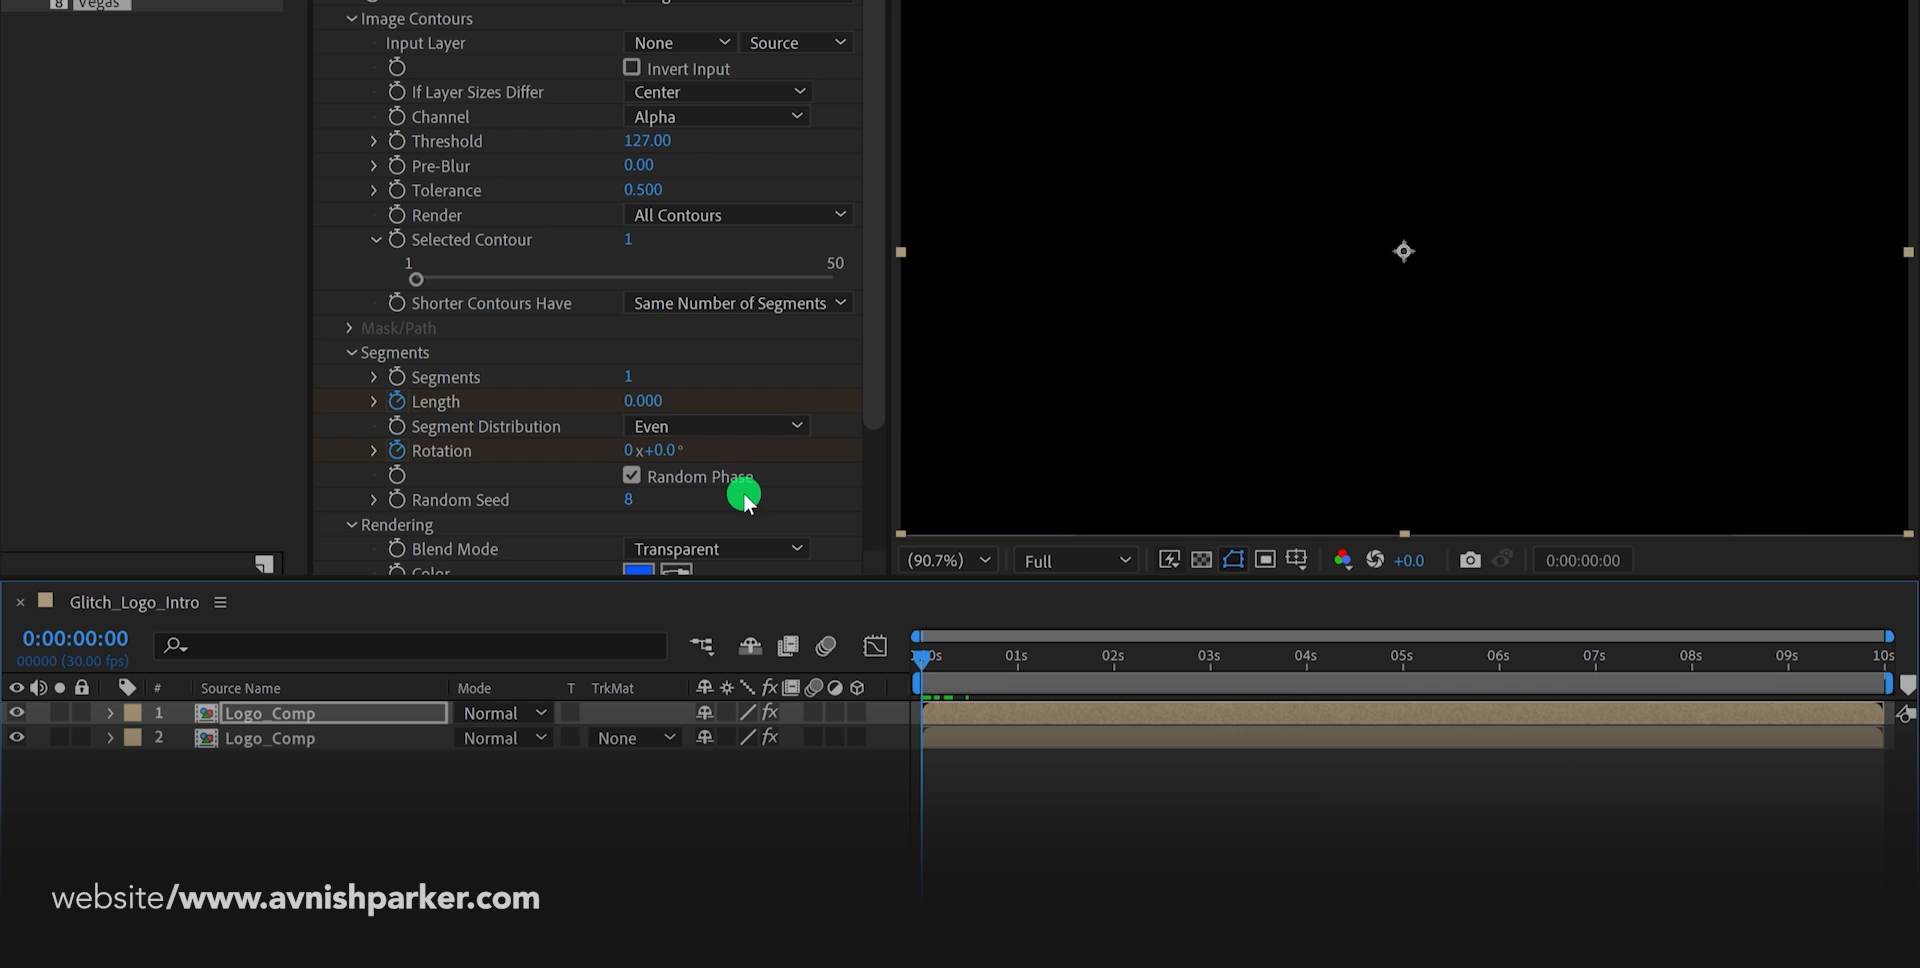 8 Vegas
Image Contours
Input Layer None Source
Invert Input
If Layer Sizes Differ Center
Channel Alpha
Threshold 127.00
Pre-Blur 0.00
Tolerance 0.500
Render All Contours
Selected Contour 1
1 50
Shorter Contours Have Same Number of Segments
Mask/Path
Segments
Segments 1
Length 0.000
Segment Distribution Even
Rotation 0x+0.0°
Random Phase
Random Seed 8
Rendering
Blend Mode Transparent
Color
(90.7%) Full +0.0 0:00:00:00
Glitch_Logo_Intro
0:00:00:00
00000 (30.00 fps)
01s 02s 03s 04s 05s 06s 07s 08s 09s 10s
# Source Name Mode T TrkMat fx
1 Logo_Comp Normal fx
2 Logo_Comp Normal None fx
website/www.avnishparker.com